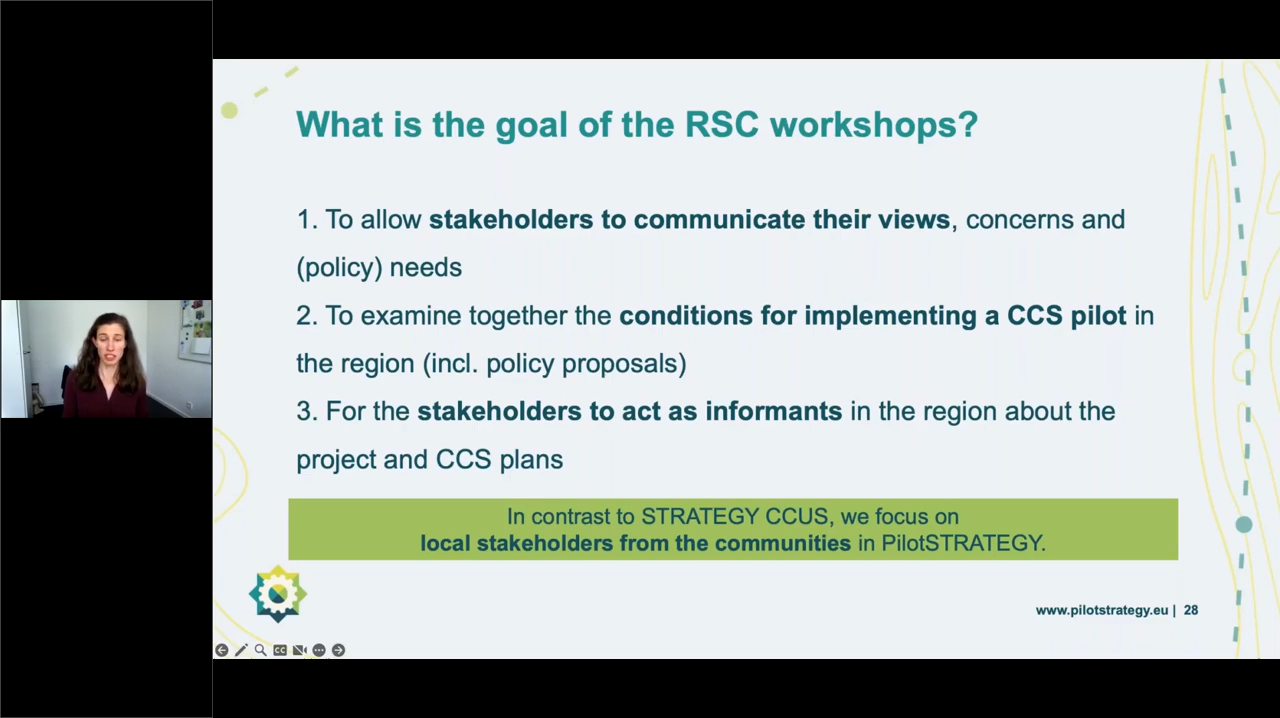 What is the goal of the RSC workshops?
1. To allow stakeholders to communicate their views, concerns and
(policy) needs
2. To examine together the conditions for implementing a CCS pilot in
the region (incl. policy proposals)
3. For the stakeholders to act as informants in the region about the
project and CCS plans
In contrast to STRATEGY CCUS, we focus on
local stakeholders from the communities in PilotSTRATEGY.
www.pilotstrategy.eu | 28
CC